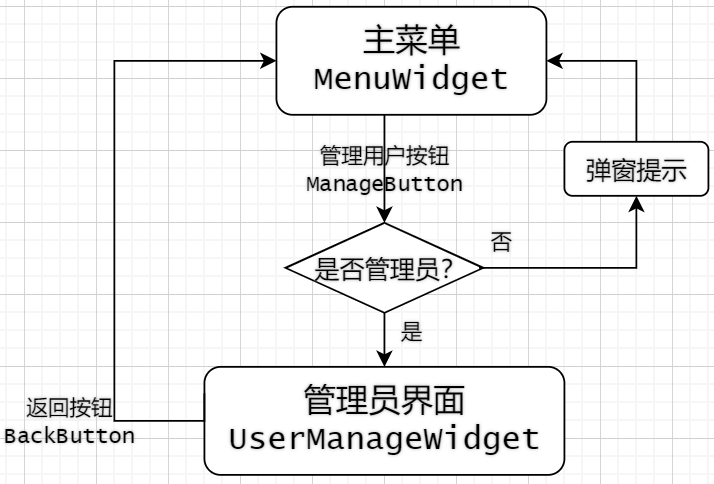 主菜单
MenuWidget
管理用户按钮
ManageButton
弹窗提示
否
是否管理员?
是
管理员界面
UserManageWidget
返回按钮
BackButton